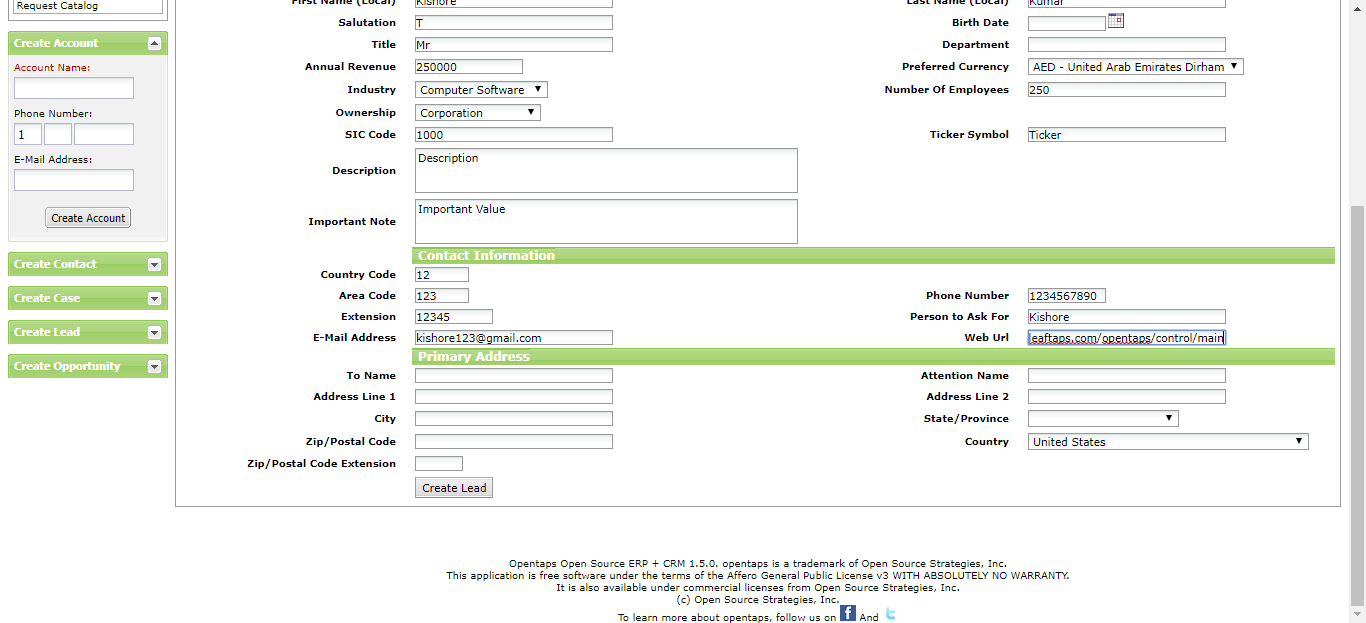 Request Catalog
Create Account
Account Name:
Phone Number:
1
E-Mail Address:
Create Account
Create Contact
Create Case
Create Lead
Create Opportunity
First Name (Local) Kishore Last Name (Local) Kumar
Salutation T Birth Date
Title Mr Department
Annual Revenue 250000 Preferred Currency AED - United Arab Emirates Dirham
Industry Computer Software Number Of Employees 250
Ownership Corporation
SIC Code 1000 Ticker Symbol Ticker
Description Description
Important Note Important Value
Contact Information
Country Code 12
Area Code 123 Phone Number 1234567890
Extension 12345 Person to Ask For Kishore
E-Mail Address kishore123@gmail.com Web Url eaftaps.com/opentaps/control/main
Primary Address
To Name Attention Name
Address Line 1 Address Line 2
City State/Province
Zip/Postal Code Country United States
Zip/Postal Code Extension
Create Lead
Opentaps Open Source ERP + CRM 1.5.0. opentaps is a trademark of Open Source Strategies, Inc.
This application is free software under the terms of the Affero General Public License v3 WITH ABSOLUTELY NO WARRANTY.
It is also available under commercial licenses from Open Source Strategies, Inc.
(c) Open Source Strategies, Inc.
To learn more about opentaps, follow us on f And t